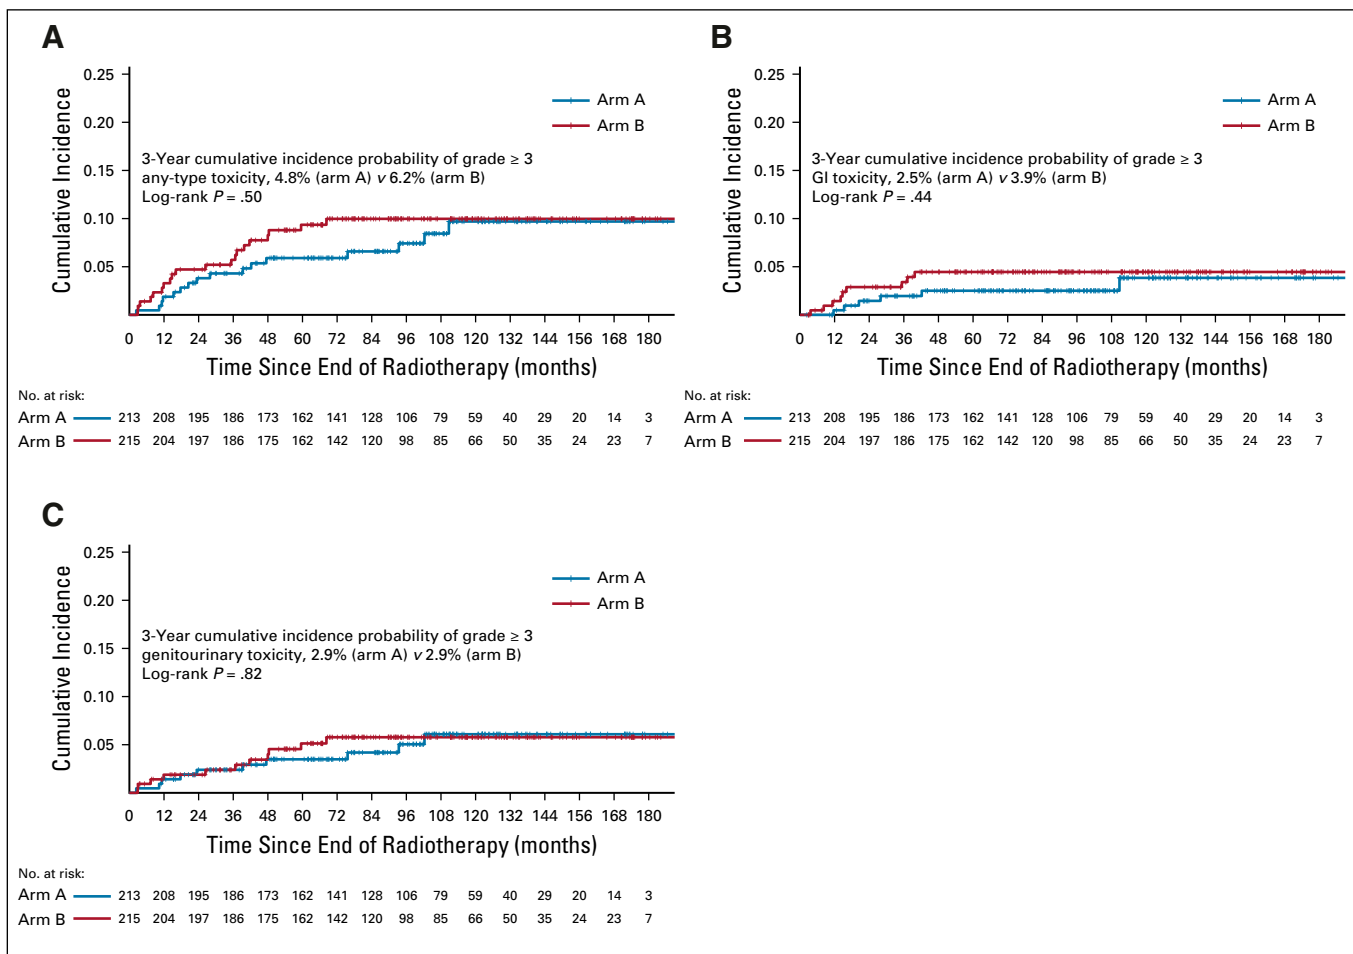 A
0.25
0.20
0.15
0.10
0.05
Cumulative Incidence
Arm A
Arm B
3-Year cumulative incidence probability of grade ≥ 3
any-type toxicity, 4.8% (arm A) v 6.2% (arm B)
Log-rank P = .50
0 12 24 36 48 60 72 84 96 108 120 132 144 156 168 180
Time Since End of Radiotherapy (months)
No. at risk:
Arm A 213 208 195 186 173 162 141 128 106 79 59 40 29 20 14 3
Arm B 215 204 197 186 175 162 142 120 98 85 66 50 35 24 23 7
B
0.25
0.20
0.15
0.10
0.05
Cumulative Incidence
Arm A
Arm B
3-Year cumulative incidence probability of grade ≥ 3
GI toxicity, 2.5% (arm A) v 3.9% (arm B)
Log-rank P = .44
0 12 24 36 48 60 72 84 96 108 120 132 144 156 168 180
Time Since End of Radiotherapy (months)
No. at risk:
Arm A 213 208 195 186 173 162 141 128 106 79 59 40 29 20 14 3
Arm B 215 204 197 186 175 162 142 120 98 85 66 50 35 24 23 7
C
0.25
0.20
0.15
0.10
0.05
Cumulative Incidence
Arm A
Arm B
3-Year cumulative incidence probability of grade ≥ 3
genitourinary toxicity, 2.9% (arm A) v 2.9% (arm B)
Log-rank P = .82
0 12 24 36 48 60 72 84 96 108 120 132 144 156 168 180
Time Since End of Radiotherapy (months)
No. at risk:
Arm A 213 208 195 186 173 162 141 128 106 79 59 40 29 20 14 3
Arm B 215 204 197 186 175 162 142 120 98 85 66 50 35 24 23 7